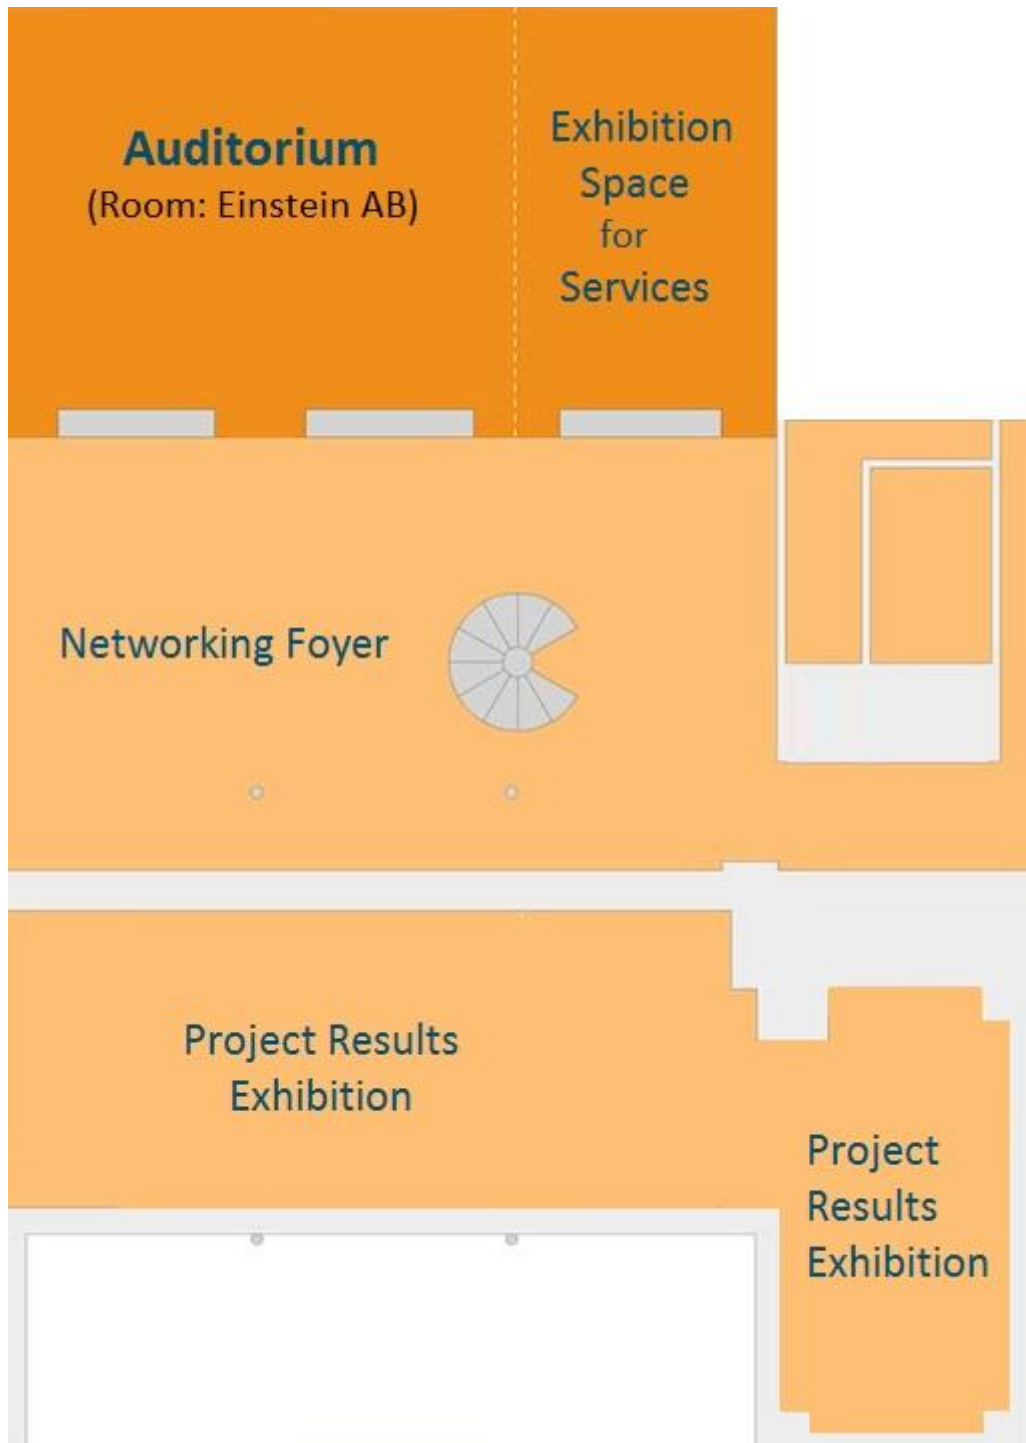 Auditorium
(Room: Einstein AB)
Exhibition
Space
for
Services
Networking Foyer
Project Results
Exhibition
Project
Results
Exhibition